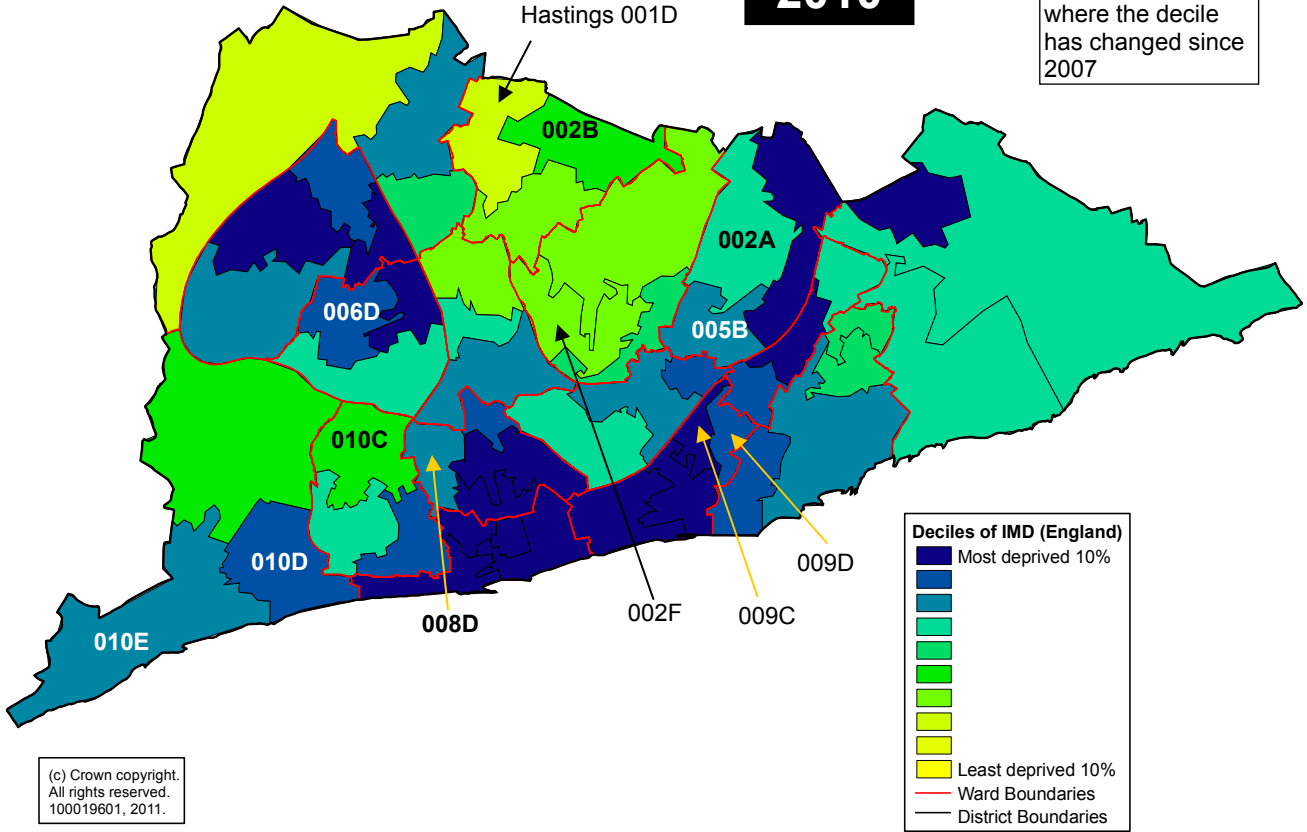 2010
Hastings 001D
where the decile
has changed since
2007
002B
002A
006D
005B
010C
010D
009D
002F
009C
008D
010E
Deciles of IMD (England)
Most deprived 10%
Least deprived 10%
Ward Boundaries
District Boundaries
(c) Crown copyright.
All rights reserved.
100019601, 2011.